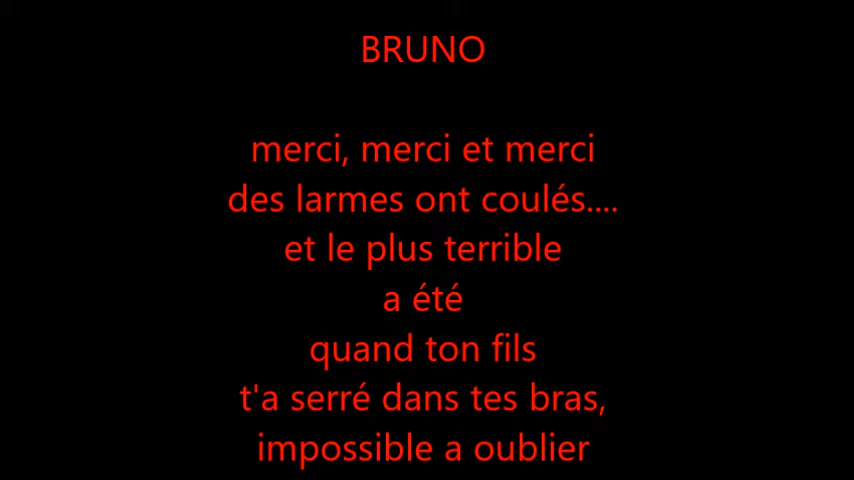 BRUNO
merci, merci et merci
des larmes ont coulés....
et le plus terrible
a été
quand ton fils
t'a serré dans tes bras,
impossible a oublier